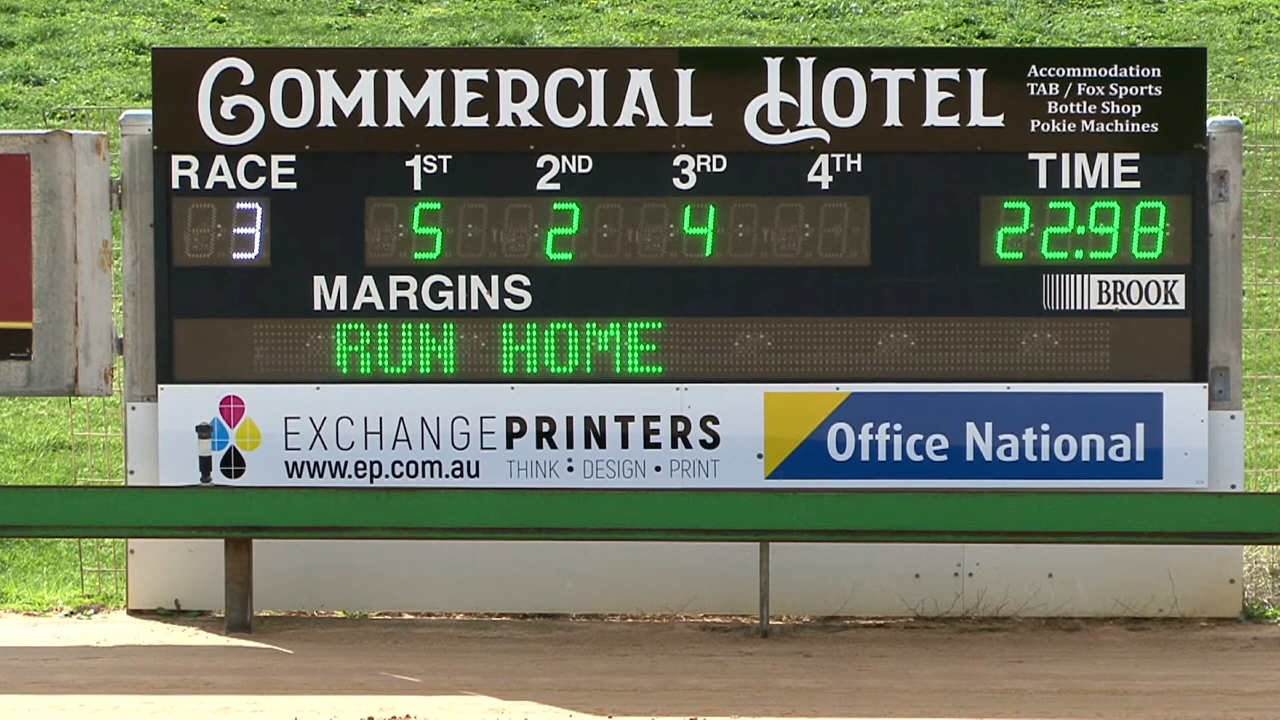 COMMERCIAL HOTEL
Accommodation
TAB / Fox Sports
Bottle Shop
Pokie Machines
RACE 1ST 2ND 3RD 4TH TIME
3 5 2 4 22:98
MARGINS
BROOK
RUN HOME
EXCHANGEPRINTERS
www.ep.com.au THINK • DESIGN • PRINT
Office National